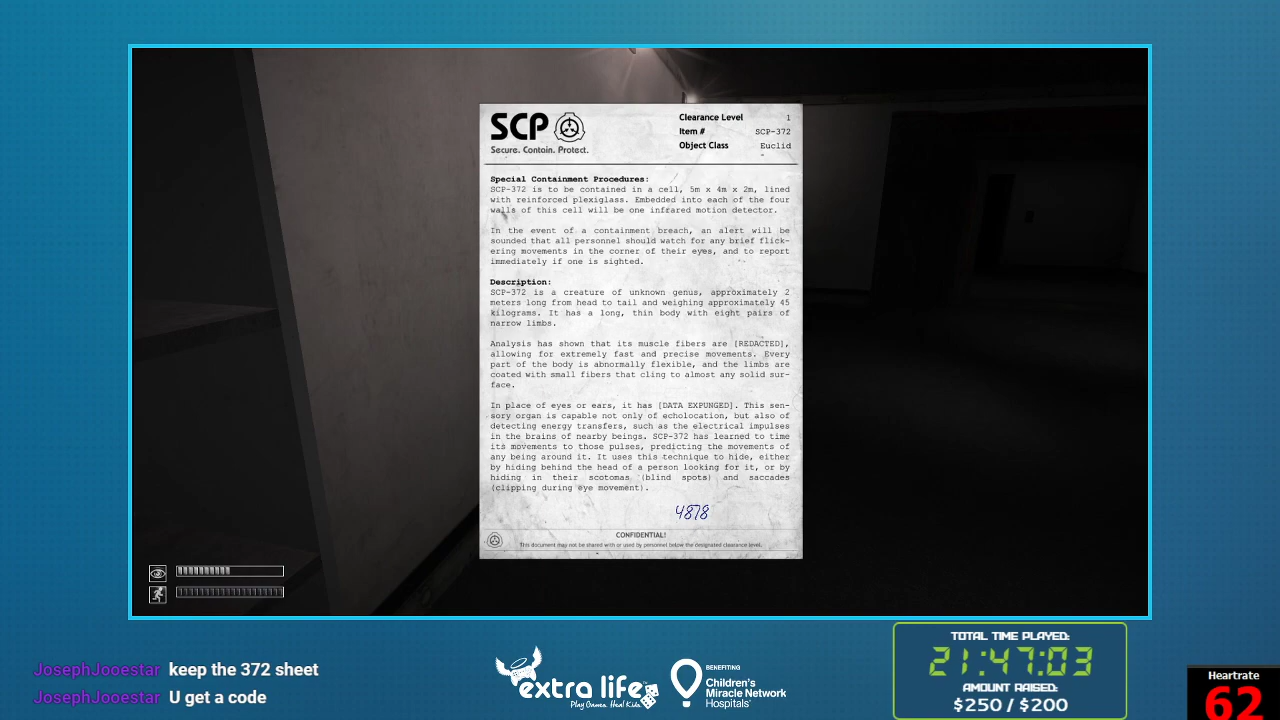 SCP
Secure. Contain. Protect.
Clearance Level 1
Item # SCP-372
Object Class Euclid
Special Containment Procedures:
SCP-372 is to be contained in a cell, 5m x 4m x 2m, lined
with reinforced plexiglass. Embedded into each of the four
walls of this cell will be one infrared motion detector.
In the event of a containment breach, an alert will be
sounded that all personnel should watch for any brief flick-
ering movements in the corner of their eyes, and to report
immediately if one is sighted.
Description:
SCP-372 is a creature of unknown genus, approximately 2
meters long from head to tail and weighing approximately 45
kilograms. It has a long, thin body with eight pairs of
narrow limbs.
Analysis has shown that its muscle fibers are [REDACTED],
allowing for extremely fast and precise movements. Every
part of the body is abnormally flexible, and the limbs are
coated with small fibers that cling to almost any solid sur-
face.
In place of eyes or ears, it has [DATA EXPUNGED]. This sen-
sory organ is capable not only of echolocation, but also of
detecting energy transfers, such as the electrical impulses
in the brains of nearby beings. SCP-372 has learned to time
its movements to those pulses, predicting the movements of
any being around it. It uses this technique to hide, either
by hiding behind the head of a person looking for it, or by
hiding in their scotomas (blind spots) and saccades
(clipping during eye movement).
4878
CONFIDENTIAL!
This document may not be shared with or used by personnel below the designated clearance level.
JosephJooestar keep the 372 sheet
JosephJooestar U get a code
extra life
Play Games. Heal Kids.
BENEFITING
Children's
Miracle Network
Hospitals
TOTAL TIME PLAYED:
21:47:03
AMOUNT RAISED:
$250 / $200
Heartrate
62